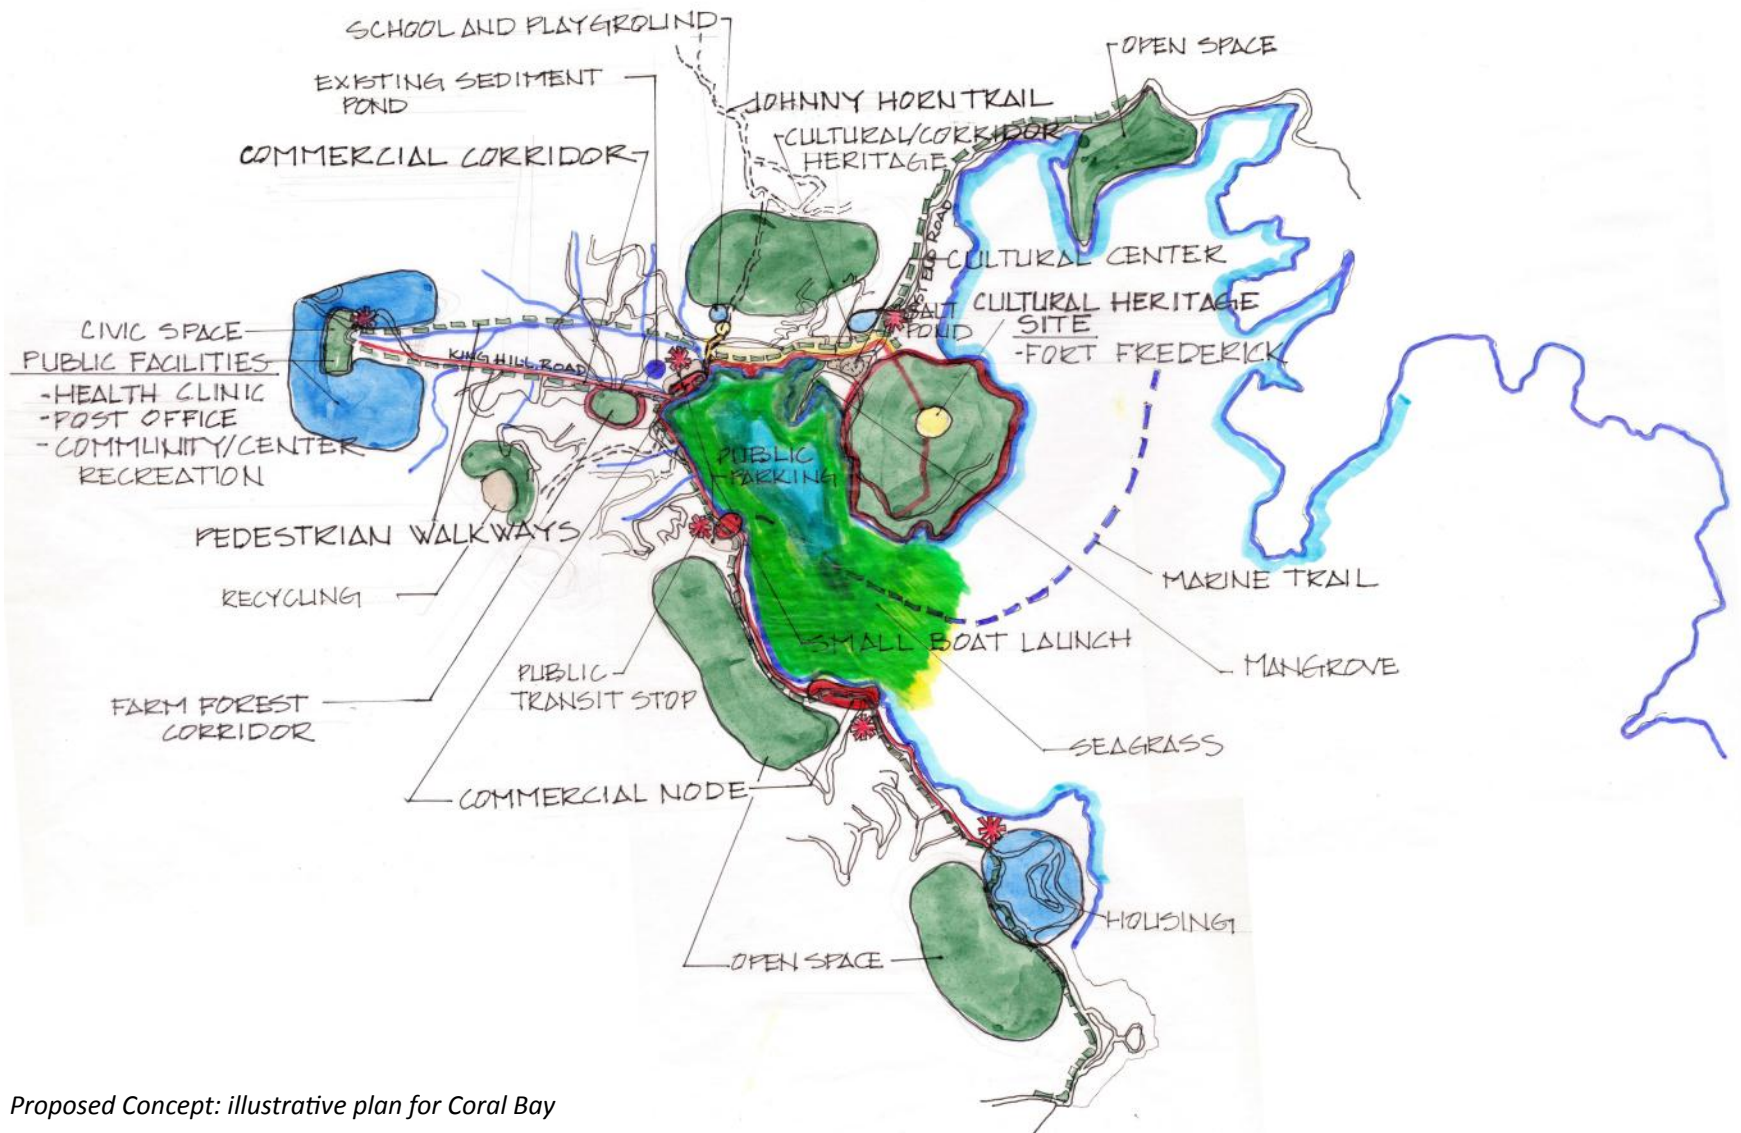 SCHOOL AND PLAYGROUND
OPEN SPACE
EXISTING SEDIMENT
POND
JOHNNY HORN TRAIL
CULTURAL/CORRIDOR
HERITAGE
COMMERCIAL CORRIDOR
EAST END ROAD
CULTURAL CENTER
SALT
POND
CULTURAL HERITAGE
SITE
-FORT FREDERICK
CIVIC SPACE
PUBLIC FACILITIES
-HEALTH CLINIC
-POST OFFICE
-COMMUNITY/CENTER
RECREATION
KING HILL ROAD
PUBLIC
PARKING
PEDESTRIAN WALKWAYS
MARINE TRAIL
RECYCLING
SMALL BOAT LAUNCH
MANGROVE
PUBLIC
TRANSIT STOP
FARM FOREST
CORRIDOR
SEAGRASS
COMMERCIAL NODE
HOUSING
OPEN SPACE
Proposed Concept: illustrative plan for Coral Bay